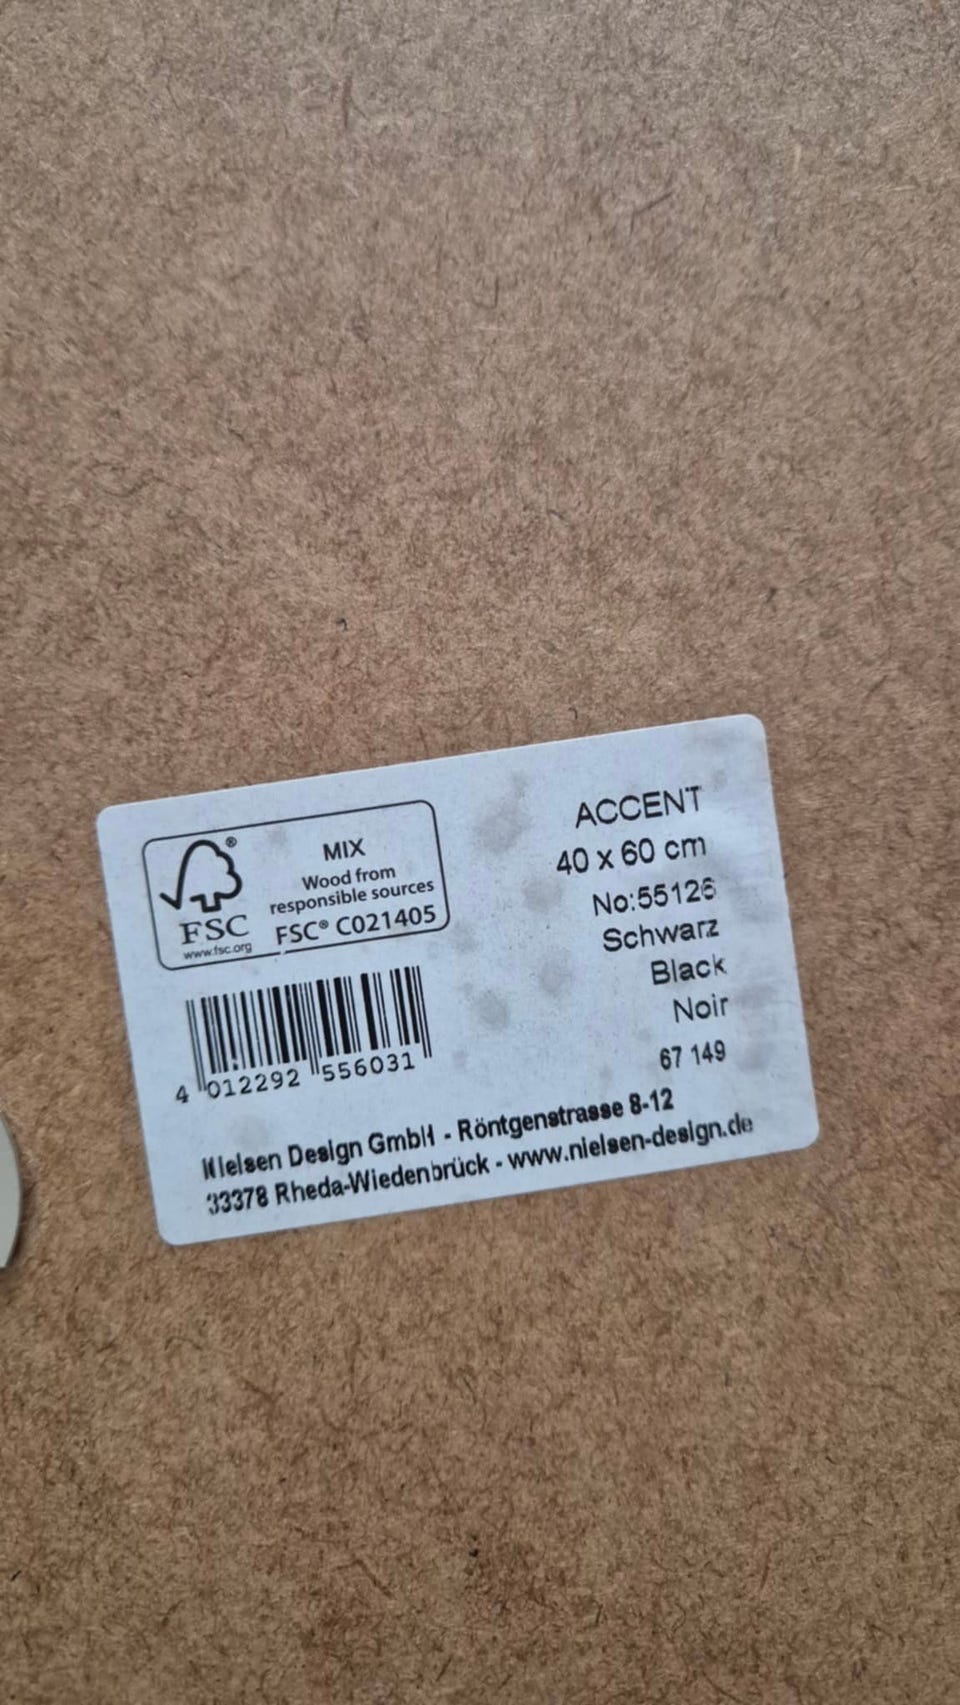 FSC®
www.fsc.org
MIX
Wood from
responsible sources
FSC® C021405
ACCENT
40 x 60 cm
No:55126
Schwarz
Black
Noir
67 149
4 012292 556031
Nielsen Design GmbH - Röntgenstrasse 8-12
33378 Rheda-Wiedenbrück - www.nielsen-design.de